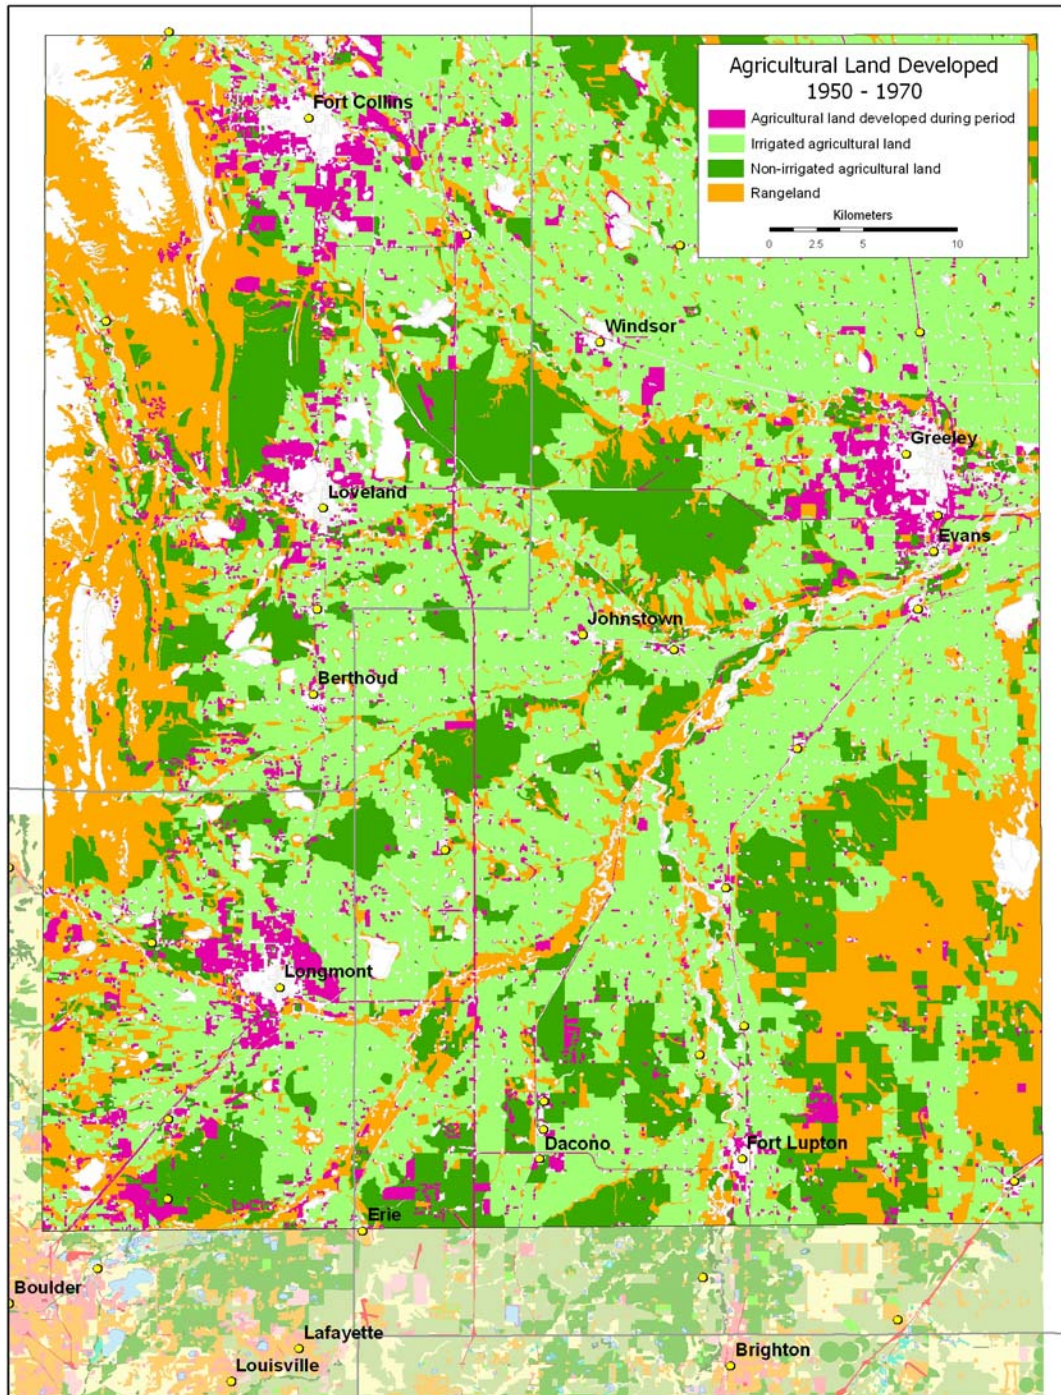 Agricultural Land Developed
1950 - 1970
Agricultural land developed during period
Irrigated agricultural land
Non-irrigated agricultural land
Rangeland
Kilometers
0 2.5 5 10
Fort Collins
Windsor
Greeley
Loveland
Evans
Johnstown
Berthoud
Longmont
Dacono
Fort Lupton
Erie
Boulder
Lafayette
Louisville
Brighton